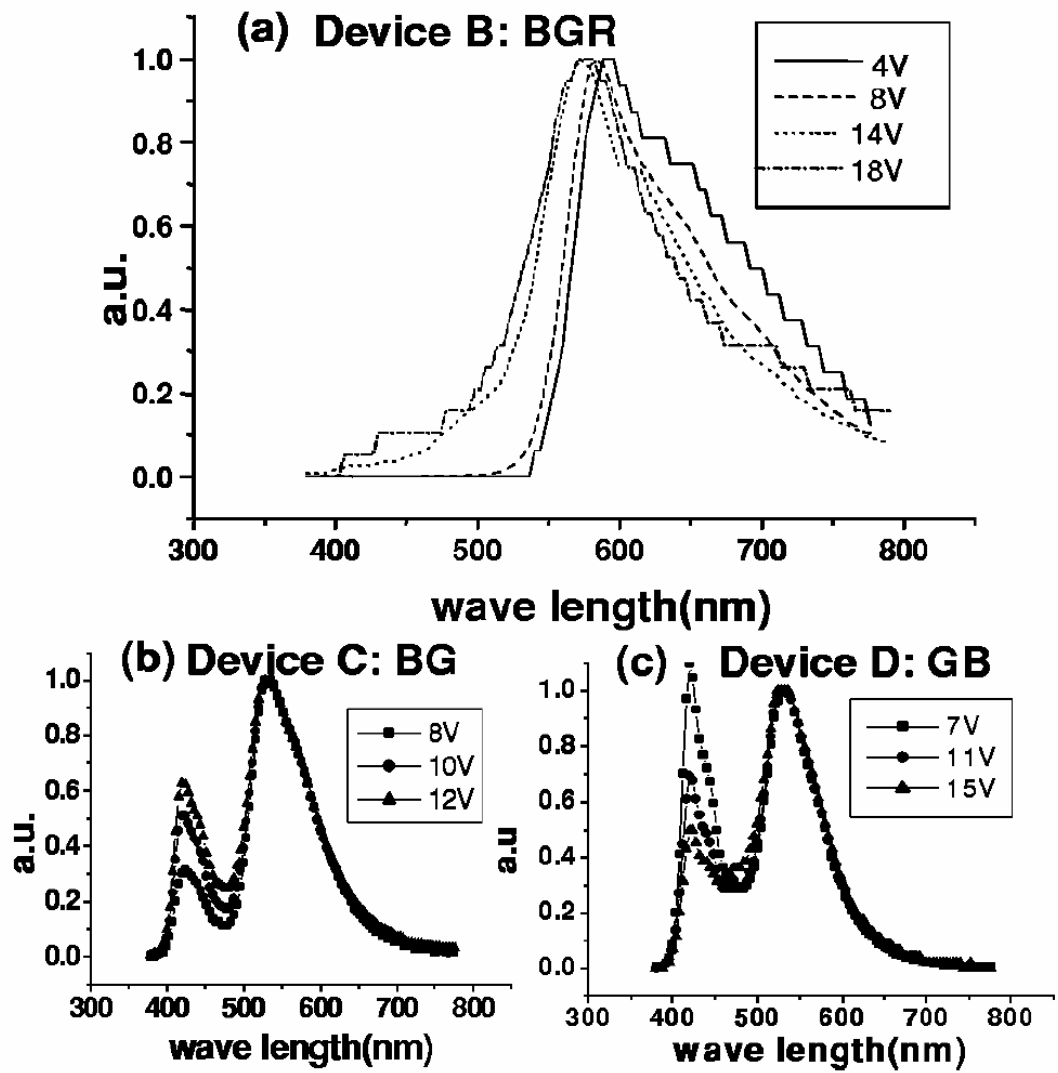 (a) Device B: BGR
4V
8V
14V
18V
1.0
0.8
0.6
0.4
0.2
0.0
a.u.
300 400 500 600 700 800
wave length(nm)
(b) Device C: BG
8V
10V
12V
1.0
0.8
0.6
0.4
0.2
0.0
a.u.
300 400 500 600 700 800
wave length(nm)
(c) Device D: GB
7V
11V
15V
1.0
0.8
0.6
0.4
0.2
0.0
a.u
300 400 500 600 700 800
wave length(nm)